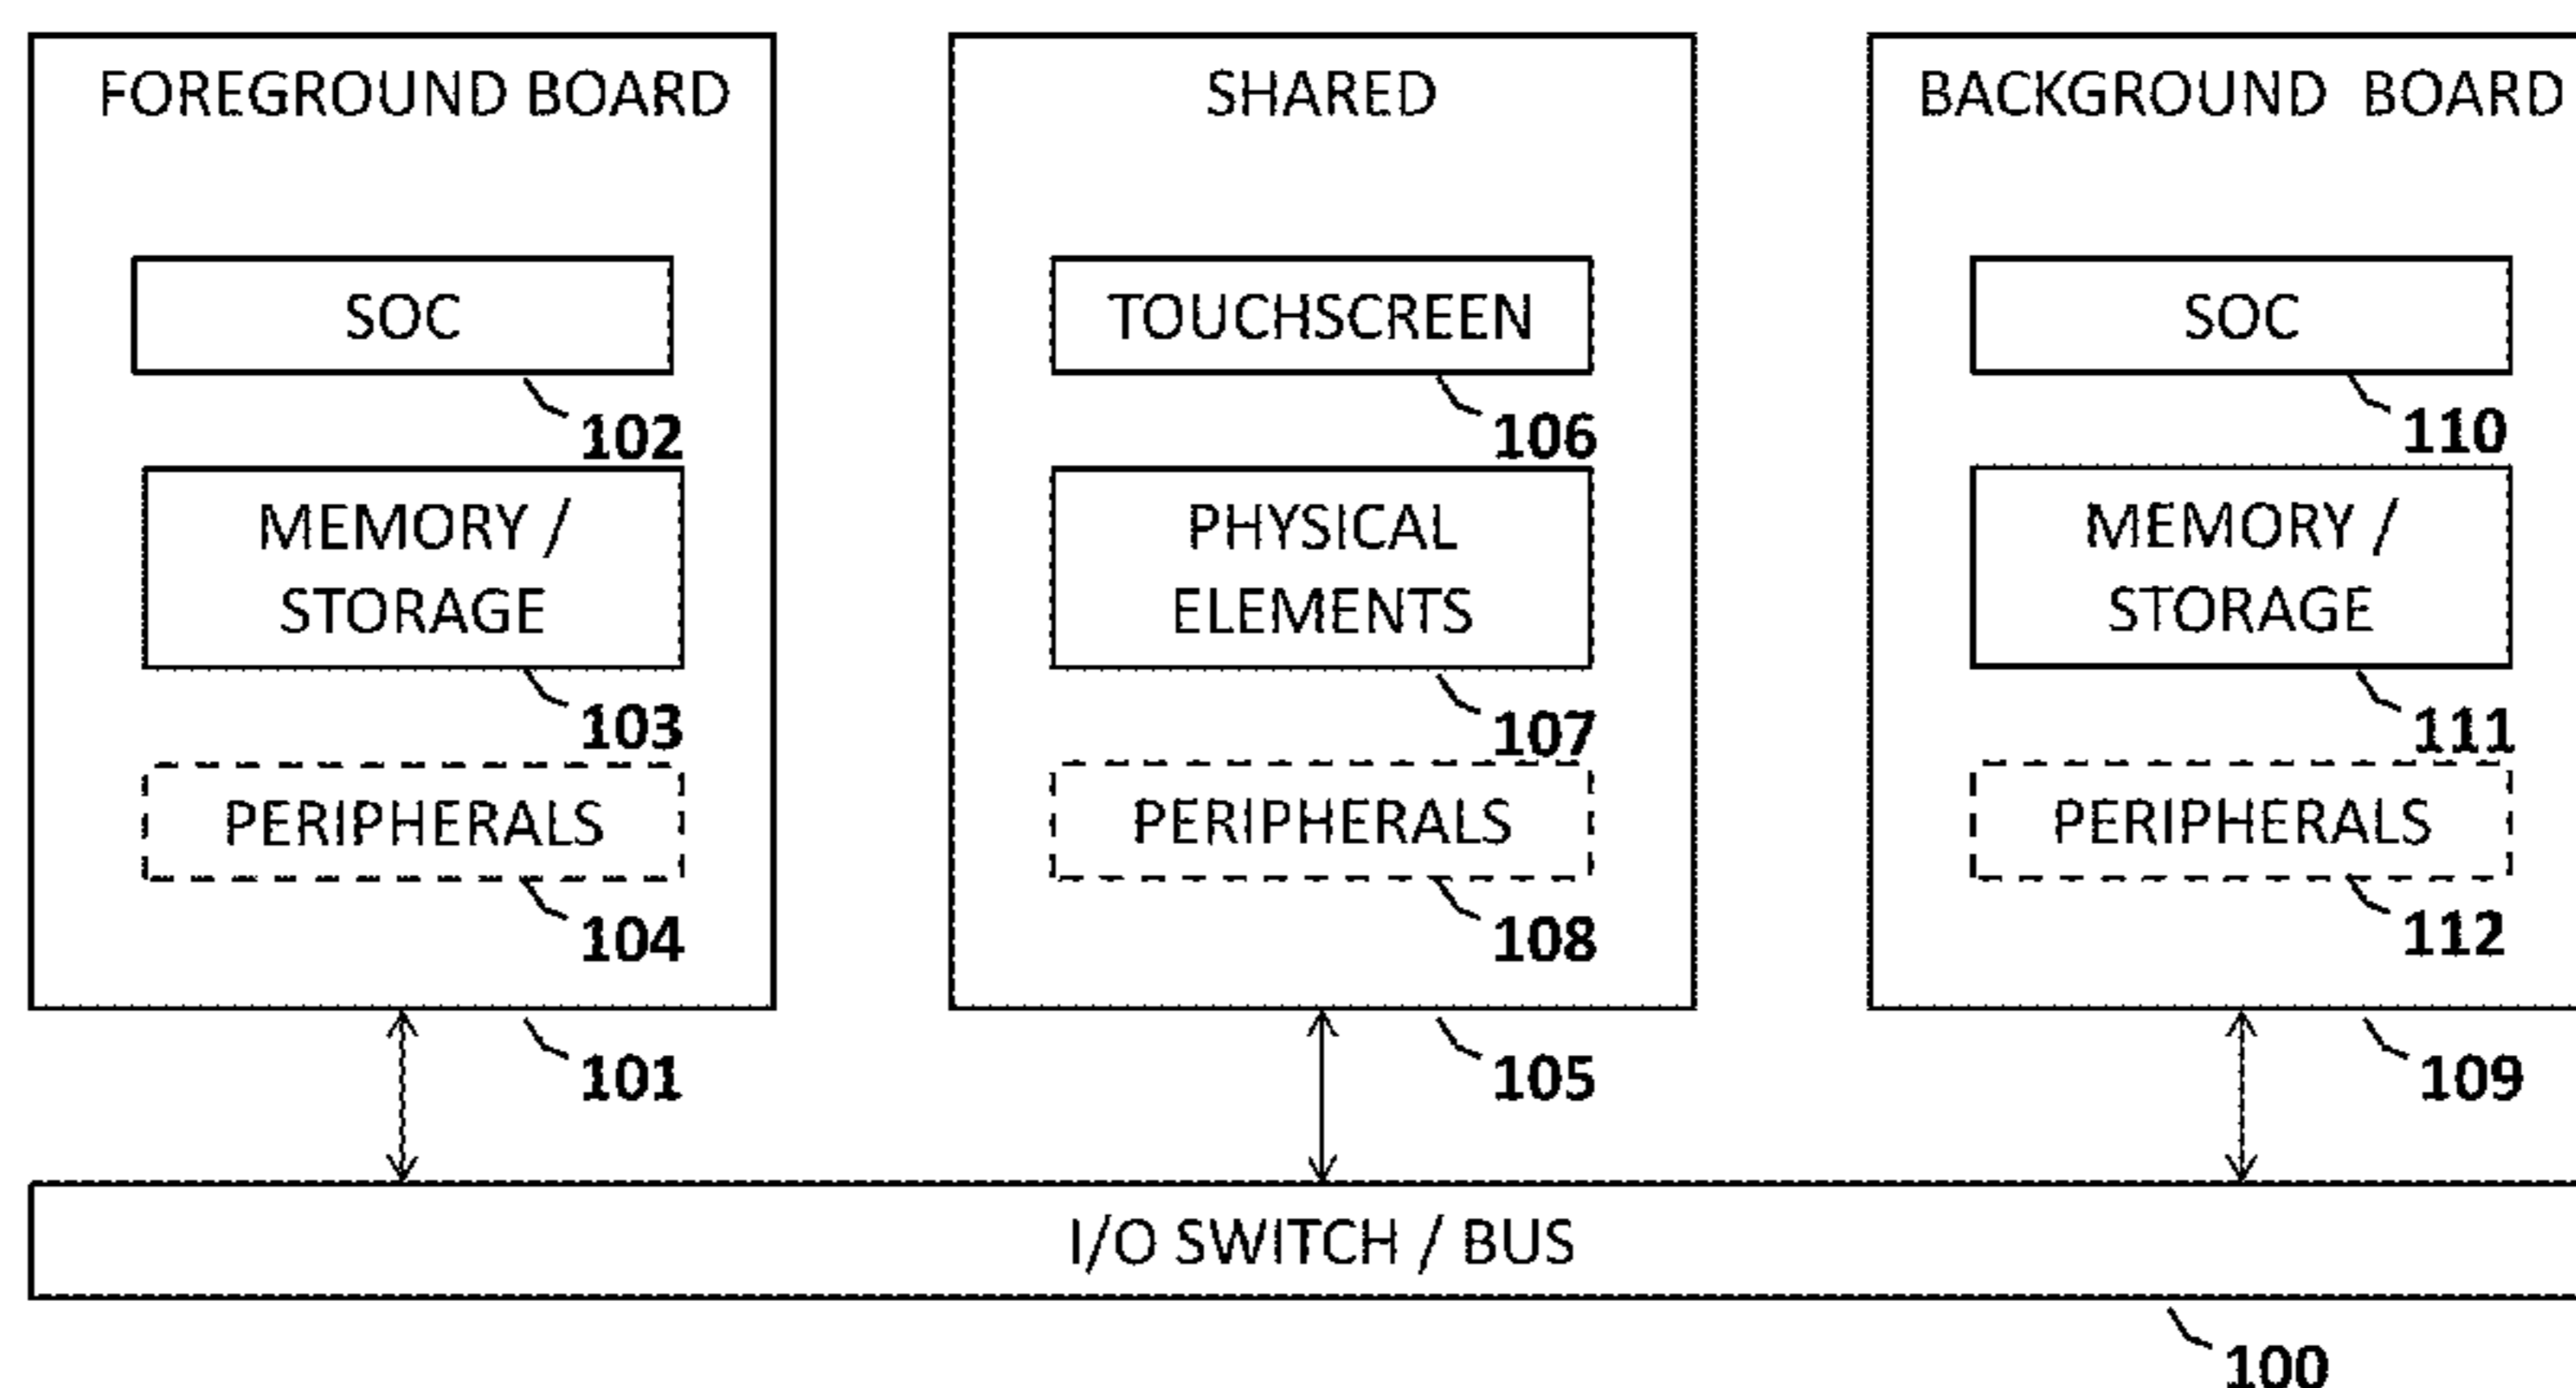 FOREGROUND BOARD
SOC
102
MEMORY /
STORAGE
103
PERIPHERALS
104
101
SHARED
TOUCHSCREEN
106
PHYSICAL
ELEMENTS
107
PERIPHERALS
108
105
BACKGROUND BOARD
SOC
110
MEMORY /
STORAGE
111
PERIPHERALS
112
109
I/O SWITCH / BUS
100